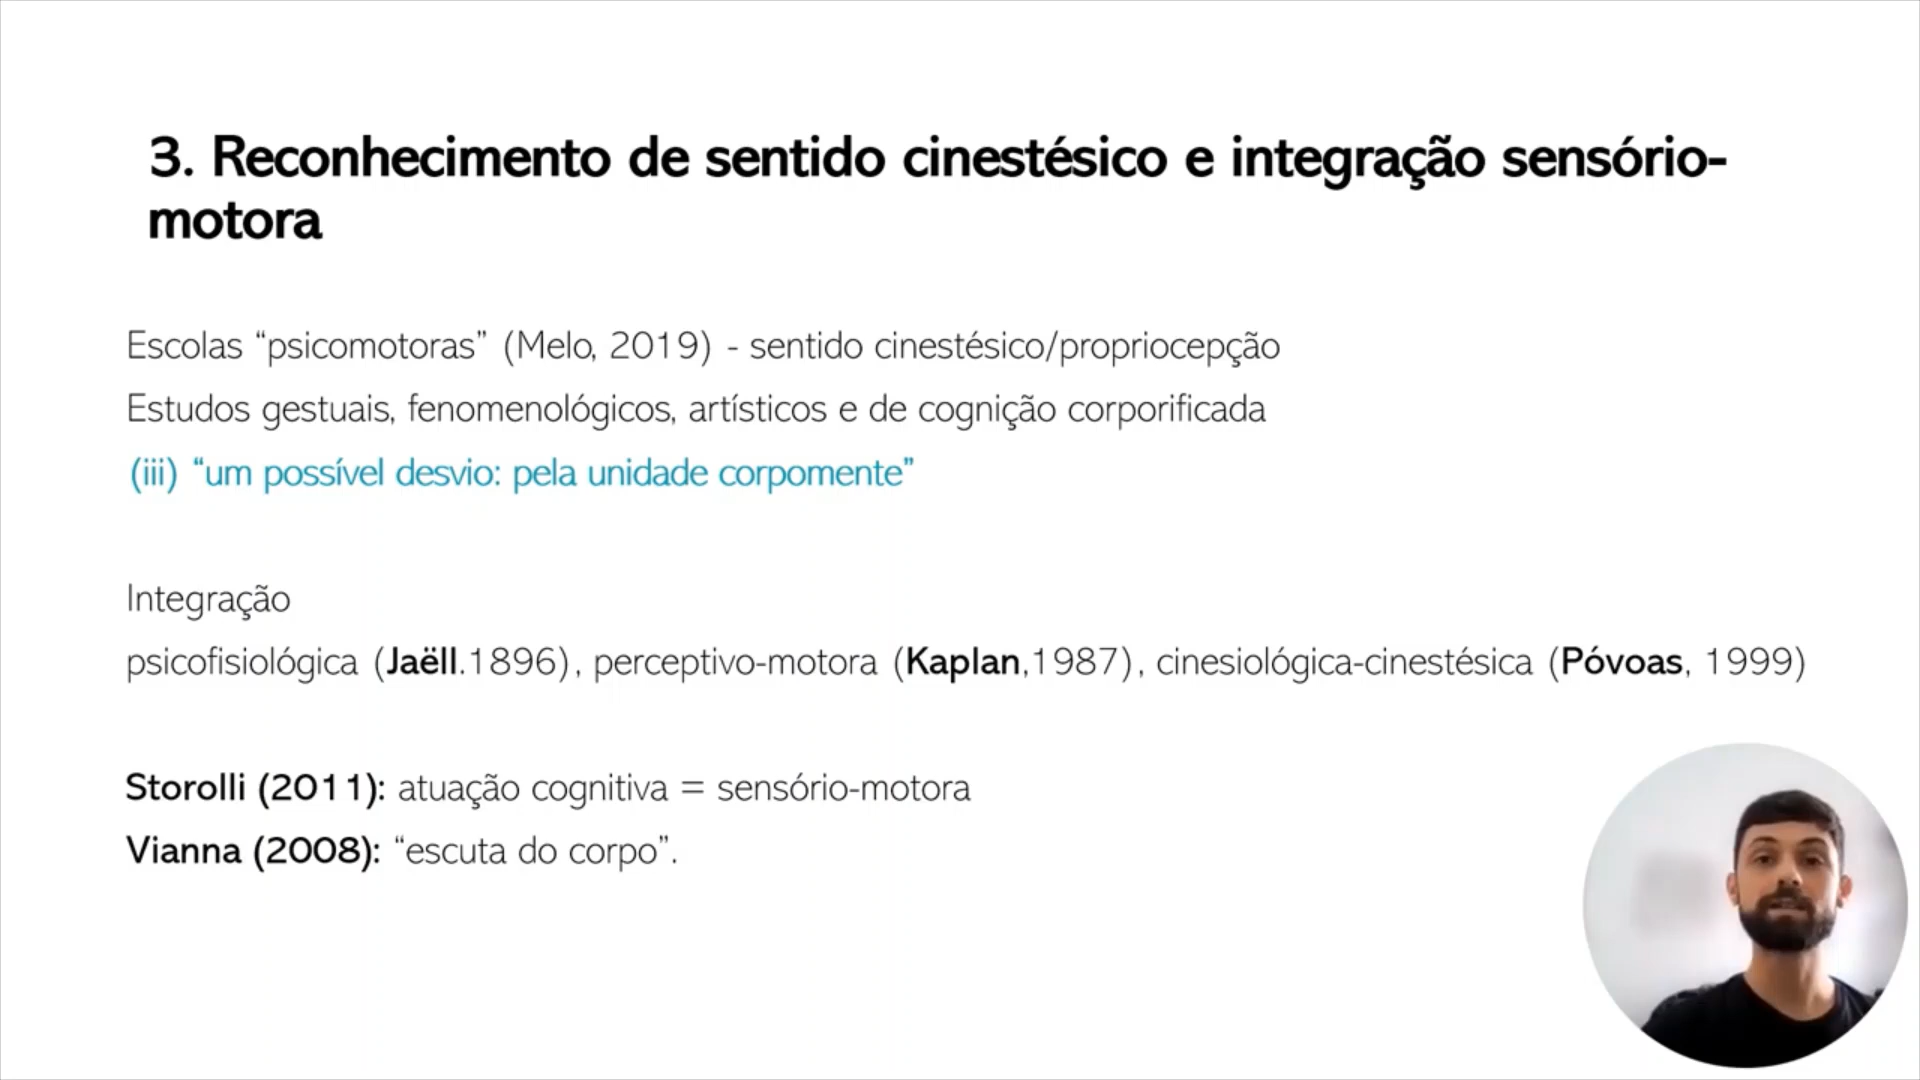 3. Reconhecimento de sentido cinestésico e integração sensório-
motora
Escolas “psicomotoras” (Melo, 2019) - sentido cinestésico/propriocepção
Estudos gestuais, fenomenológicos, artísticos e de cognição corporificada
(iii) “um possível desvio: pela unidade corpomente”
Integração
psicofisiológica (Jaëll.1896), perceptivo-motora (Kaplan,1987), cinesiológica-cinestésica (Póvoas, 1999)
Storolli (2011): atuação cognitiva = sensório-motora
Vianna (2008): “escuta do corpo”.